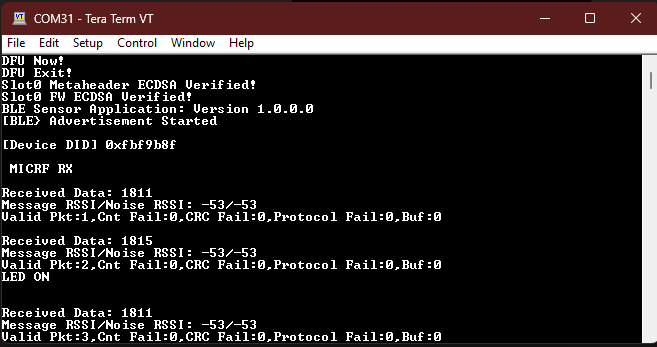 COM31 - Tera Term VT
File Edit Setup Control Window Help
DFU Now!
DFU Exit!
Slot0 Metaheader ECDSA Verified!
Slot0 FW ECDSA Verified!
BLE Sensor Application: Version 1.0.0.0
[BLE> Advertisement Started
[Device DID] 0xfbf9b8f
MICRF RX
Received Data: 1811
Message RSSI/Noise RSSI: -53/-53
Valid Pkt:1,Cnt Fail:0,CRC Fail:0,Protocol Fail:0,Buf:0
Received Data: 1815
Message RSSI/Noise RSSI: -53/-53
Valid Pkt:2,Cnt Fail:0,CRC Fail:0,Protocol Fail:0,Buf:0
LED ON
Received Data: 1811
Message RSSI/Noise RSSI: -53/-53
Valid Pkt:3,Cnt Fail:0,CRC Fail:0,Protocol Fail:0,Buf:0